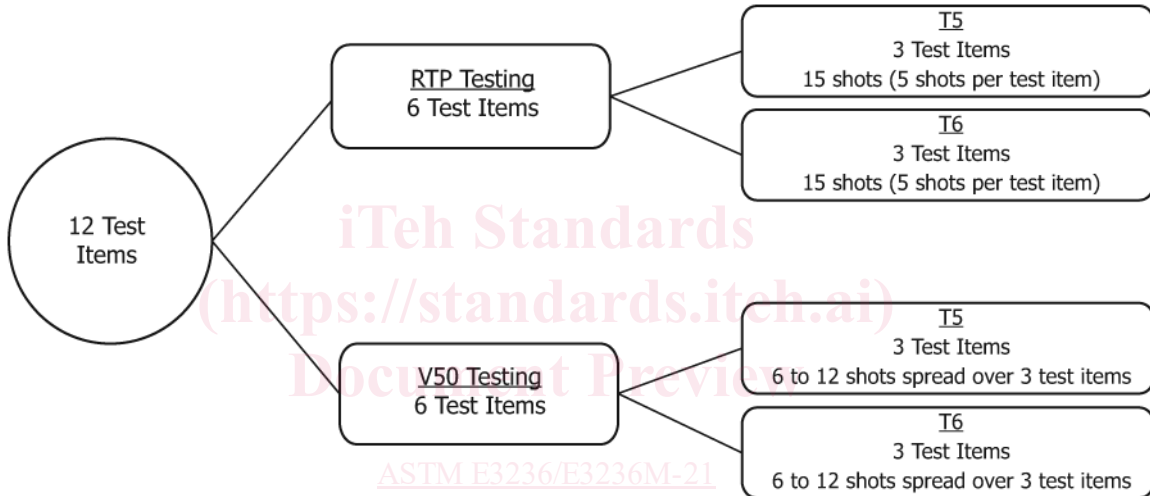 12 Test
Items
RTP Testing
6 Test Items
T5
3 Test Items
15 shots (5 shots per test item)
T6
3 Test Items
15 shots (5 shots per test item)
V50 Testing
6 Test Items
T5
3 Test Items
6 to 12 shots spread over 3 test items
T6
3 Test Items
6 to 12 shots spread over 3 test items
iTeh Standards
(https://standards.iteh.ai)
Document Preview
ASTM E3236/E3236M-21